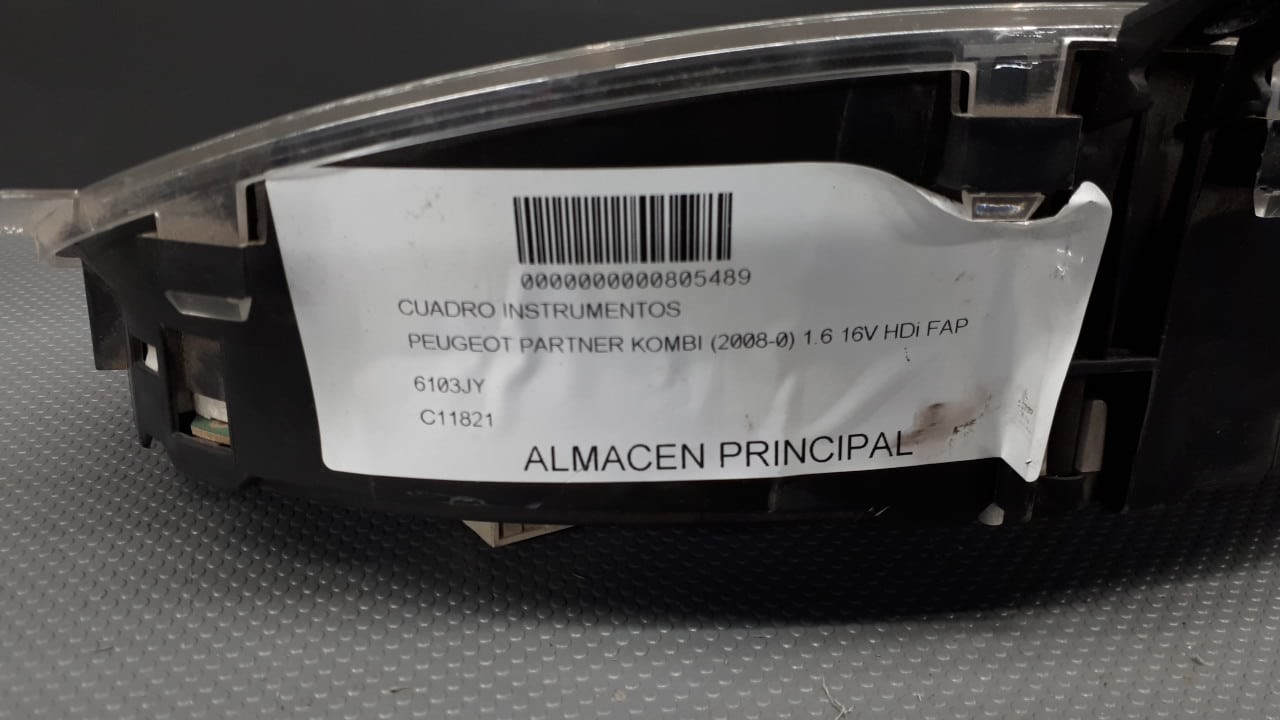 0000000000805489
CUADRO INSTRUMENTOS
PEUGEOT PARTNER KOMBI (2008-0) 1.6 16V HDi FAP
6103JY
C11821
ALMACEN PRINCIPAL